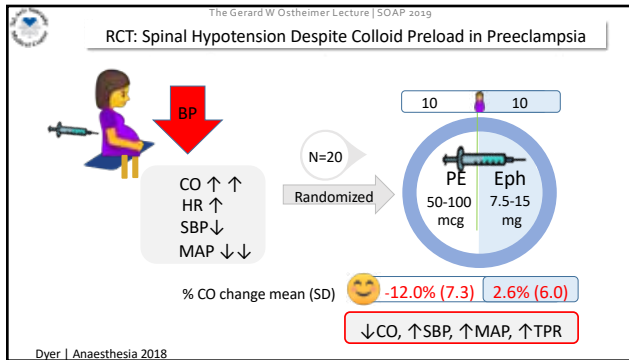 The Gerard W Ostheimer Lecture | SOAP 2019
RCT: Spinal Hypotension Despite Colloid Preload in Preeclampsia
BP
10 10
N=20
CO ↑ ↑
HR ↑
SBP↓
MAP ↓↓
Randomized
PE Eph
50-100 7.5-15
mcg mg
% CO change mean (SD) -12.0% (7.3) 2.6% (6.0)
↓CO, ↑SBP, ↑MAP, ↑TPR
Dyer | Anaesthesia 2018